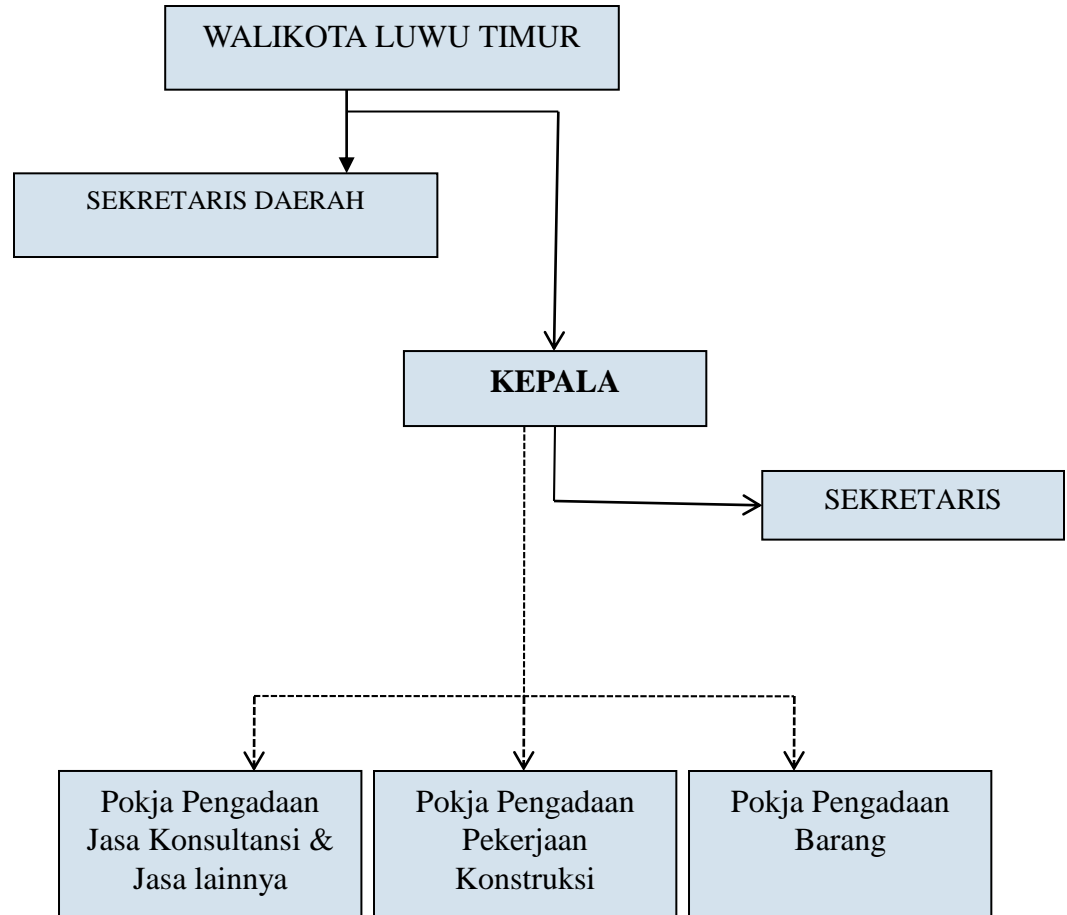 WALIKOTA LUWU TIMUR
SEKRETARIS DAERAH
KEPALA
SEKRETARIS
Pokja Pengadaan
Jasa Konsultansi &
Jasa lainnya
Pokja Pengadaan
Pekerjaan
Konstruksi
Pokja Pengadaan
Barang